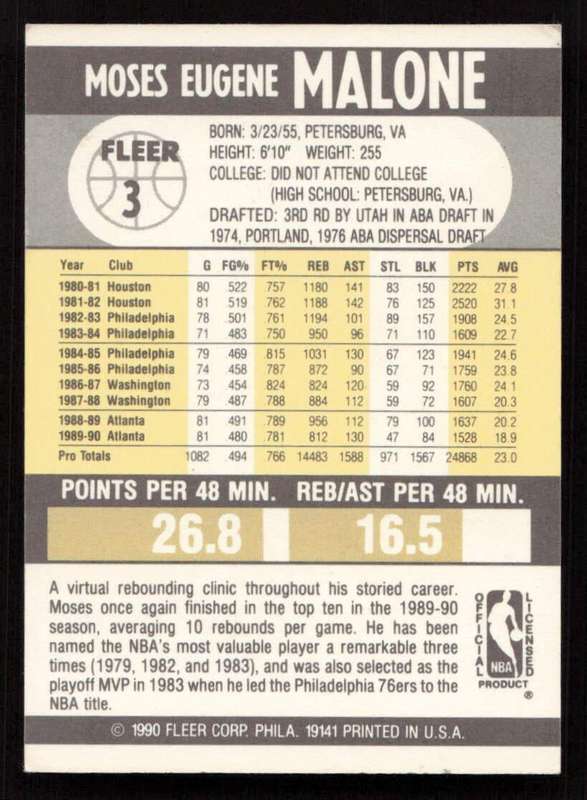 MOSES EUGENE MALONE
FLEER
3
BORN: 3/23/55, PETERSBURG, VA
HEIGHT: 6'10" WEIGHT: 255
COLLEGE: DID NOT ATTEND COLLEGE
(HIGH SCHOOL: PETERSBURG, VA.)
DRAFTED: 3RD RD BY UTAH IN ABA DRAFT IN
1974, PORTLAND, 1976 ABA DISPERSAL DRAFT
Year Club G FG% FT% REB AST STL BLK PTS AVG
1980-81 Houston 80 522 757 1180 141 83 150 2222 27.8
1981-82 Houston 81 519 762 1188 142 76 125 2520 31.1
1982-83 Philadelphia 78 501 761 1194 101 89 157 1908 24.5
1983-84 Philadelphia 71 483 750 950 96 71 110 1609 22.7
1984-85 Philadelphia 79 469 815 1031 130 67 123 1941 24.6
1985-86 Philadelphia 74 458 787 872 90 67 71 1759 23.8
1986-87 Washington 73 454 824 824 120 59 92 1760 24.1
1987-88 Washington 79 487 788 884 112 59 72 1607 20.3
1988-89 Atlanta 81 491 789 956 112 79 100 1637 20.2
1989-90 Atlanta 81 480 781 812 130 47 84 1528 18.9
Pro Totals 1082 494 766 14483 1588 971 1567 24868 23.0
POINTS PER 48 MIN. REB/AST PER 48 MIN.
26.8 16.5
A virtual rebounding clinic throughout his storied career.
Moses once again finished in the top ten in the 1989-90
season, averaging 10 rebounds per game. He has been
named the NBA's most valuable player a remarkable three
times (1979, 1982, and 1983), and was also selected as the
playoff MVP in 1983 when he led the Philadelphia 76ers to the
NBA title.
OFFICIAL
LICENSED
NBA
PRODUCT ®
© 1990 FLEER CORP. PHILA. 19141 PRINTED IN U.S.A.